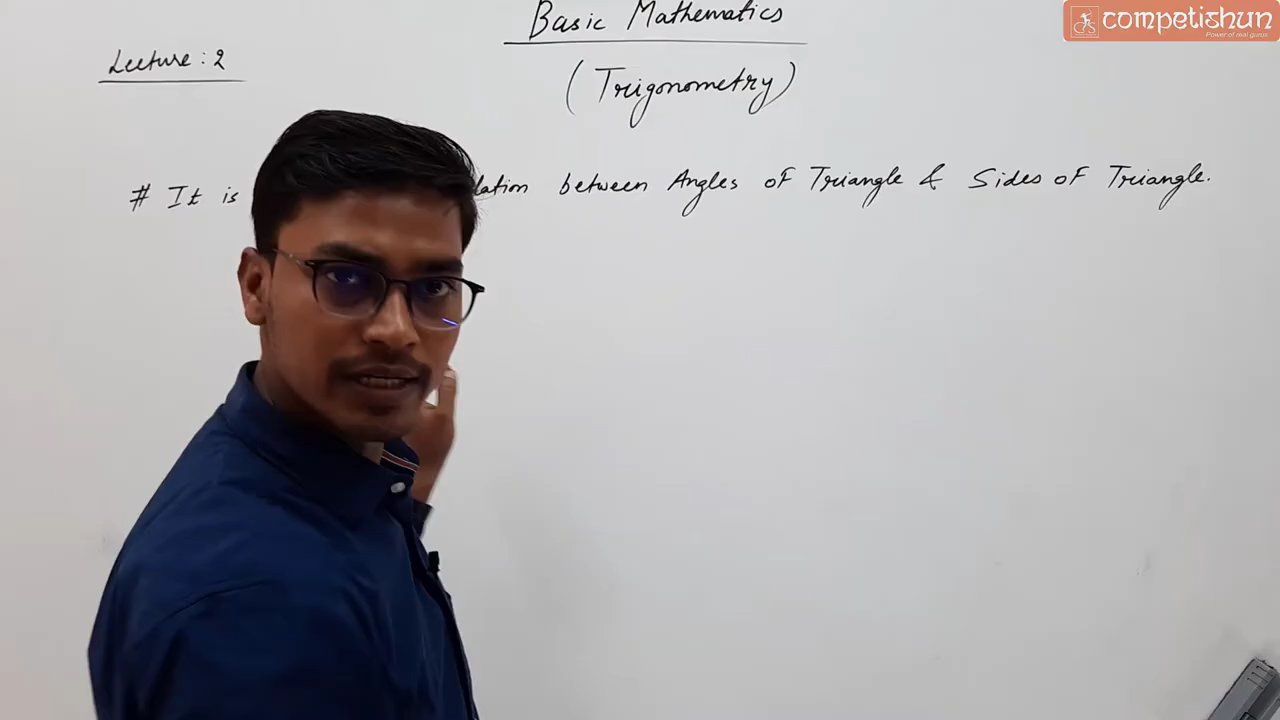 Basic Mathematics
competishun
Power of real gurus
Lecture : 2
(Trigonometry)
# It is lation between Angles of Triangle & Sides of Triangle.